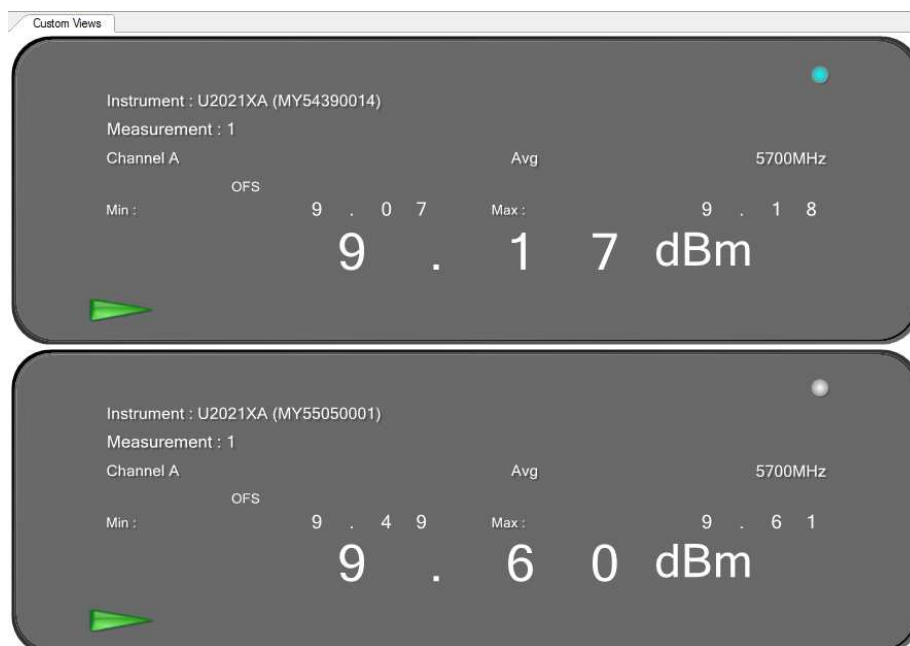 Custom Views
Instrument : U2021XA (MY54390014)
Measurement : 1
Channel A Avg 5700MHz
OFS
Min : 9 . 0 7 Max : 9 . 1 8
9 . 1 7 dBm
Instrument : U2021XA (MY55050001)
Measurement : 1
Channel A Avg 5700MHz
OFS
Min : 9 . 4 9 Max : 9 . 6 1
9 . 6 0 dBm